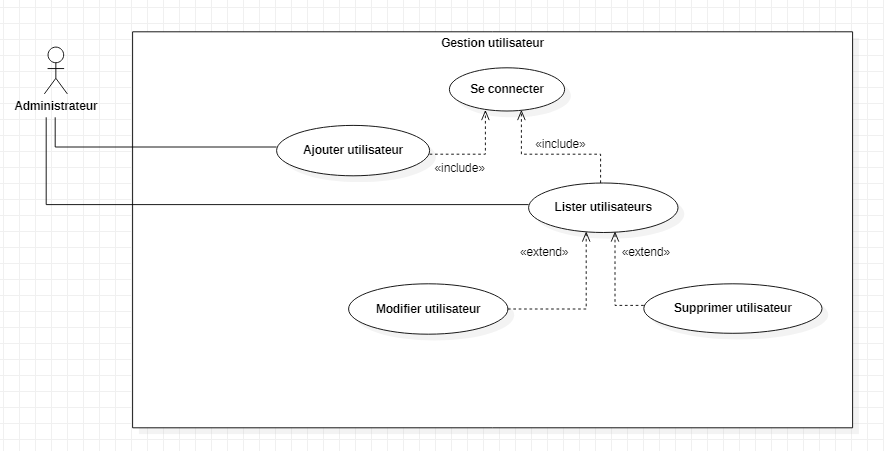 Gestion utilisateur
Se connecter
Administrateur
«include»
Ajouter utilisateur
«include»
Lister utilisateurs
«extend»
«extend»
Modifier utilisateur
Supprimer utilisateur